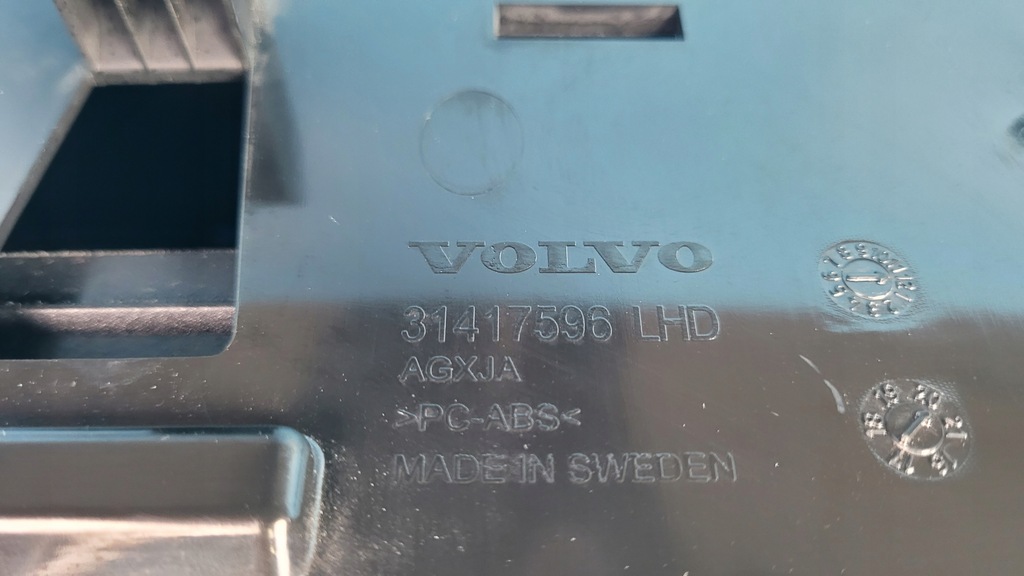 VOLVO
31417596 LHD
AGXJA
>PC-ABS<
MADE IN SWEDEN